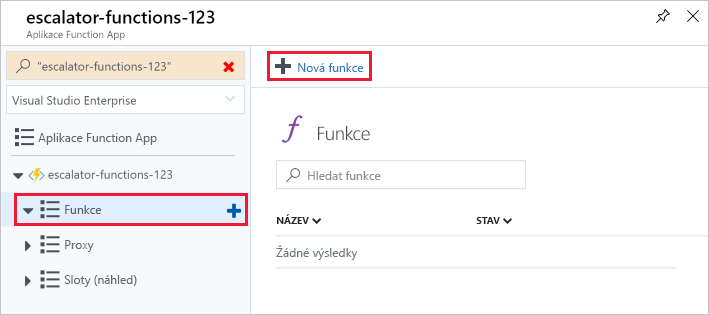 escalator-functions-123
Aplikace Function App
"escalator-functions-123"
Visual Studio Enterprise
Aplikace Function App
escalator-functions-123
Funkce
Proxy
Sloty (náhled)
Nová funkce
Funkce
Hledat funkce
NÁZEV STAV
Žádné výsledky